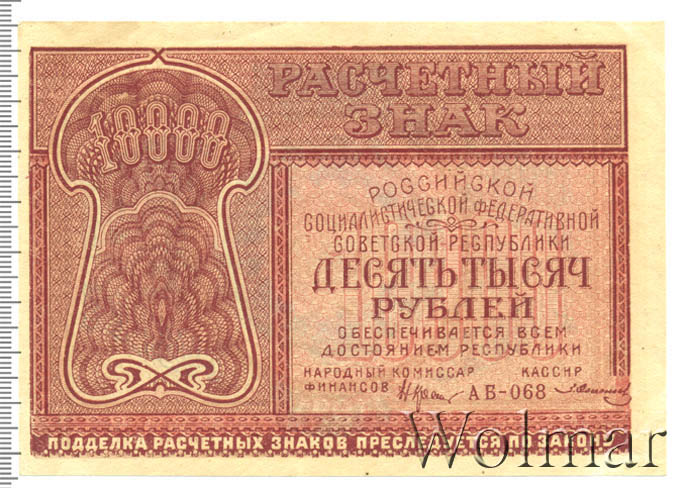 РАСЧЕТНЫЙ
ЗНАК
10000
РОССИЙСКОЙ
СОЦИАЛИСТИЧЕСКОЙ ФЕДЕРАТИВНОЙ
СОВЕТСКОЙ РЕСПУБЛИКИ
ДЕСЯТЬ ТЫСЯЧ
РУБЛЕЙ
ОБЕСПЕЧИВАЕТСЯ ВСЕМ
ДОСТОЯНИЕМ РЕСПУБЛИКИ
НАРОДНЫЙ КОМИССАР КАССИР
ФИНАНСОВ АБ-068
ПОДДЕЛКА РАСЧЕТНЫХ ЗНАКОВ ПРЕСЛЕДУЕТСЯ ПО ЗАКОНУ
Wolmar